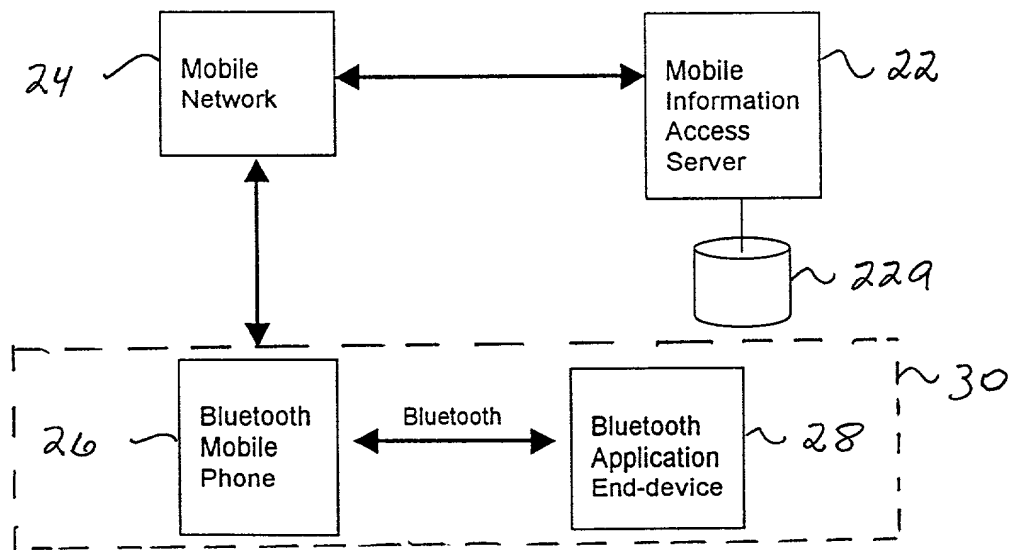 24
Mobile
Network
Mobile
Information
Access
Server
22
22a
30
26
Bluetooth
Mobile
Phone
Bluetooth
Bluetooth
Application
End-device
28